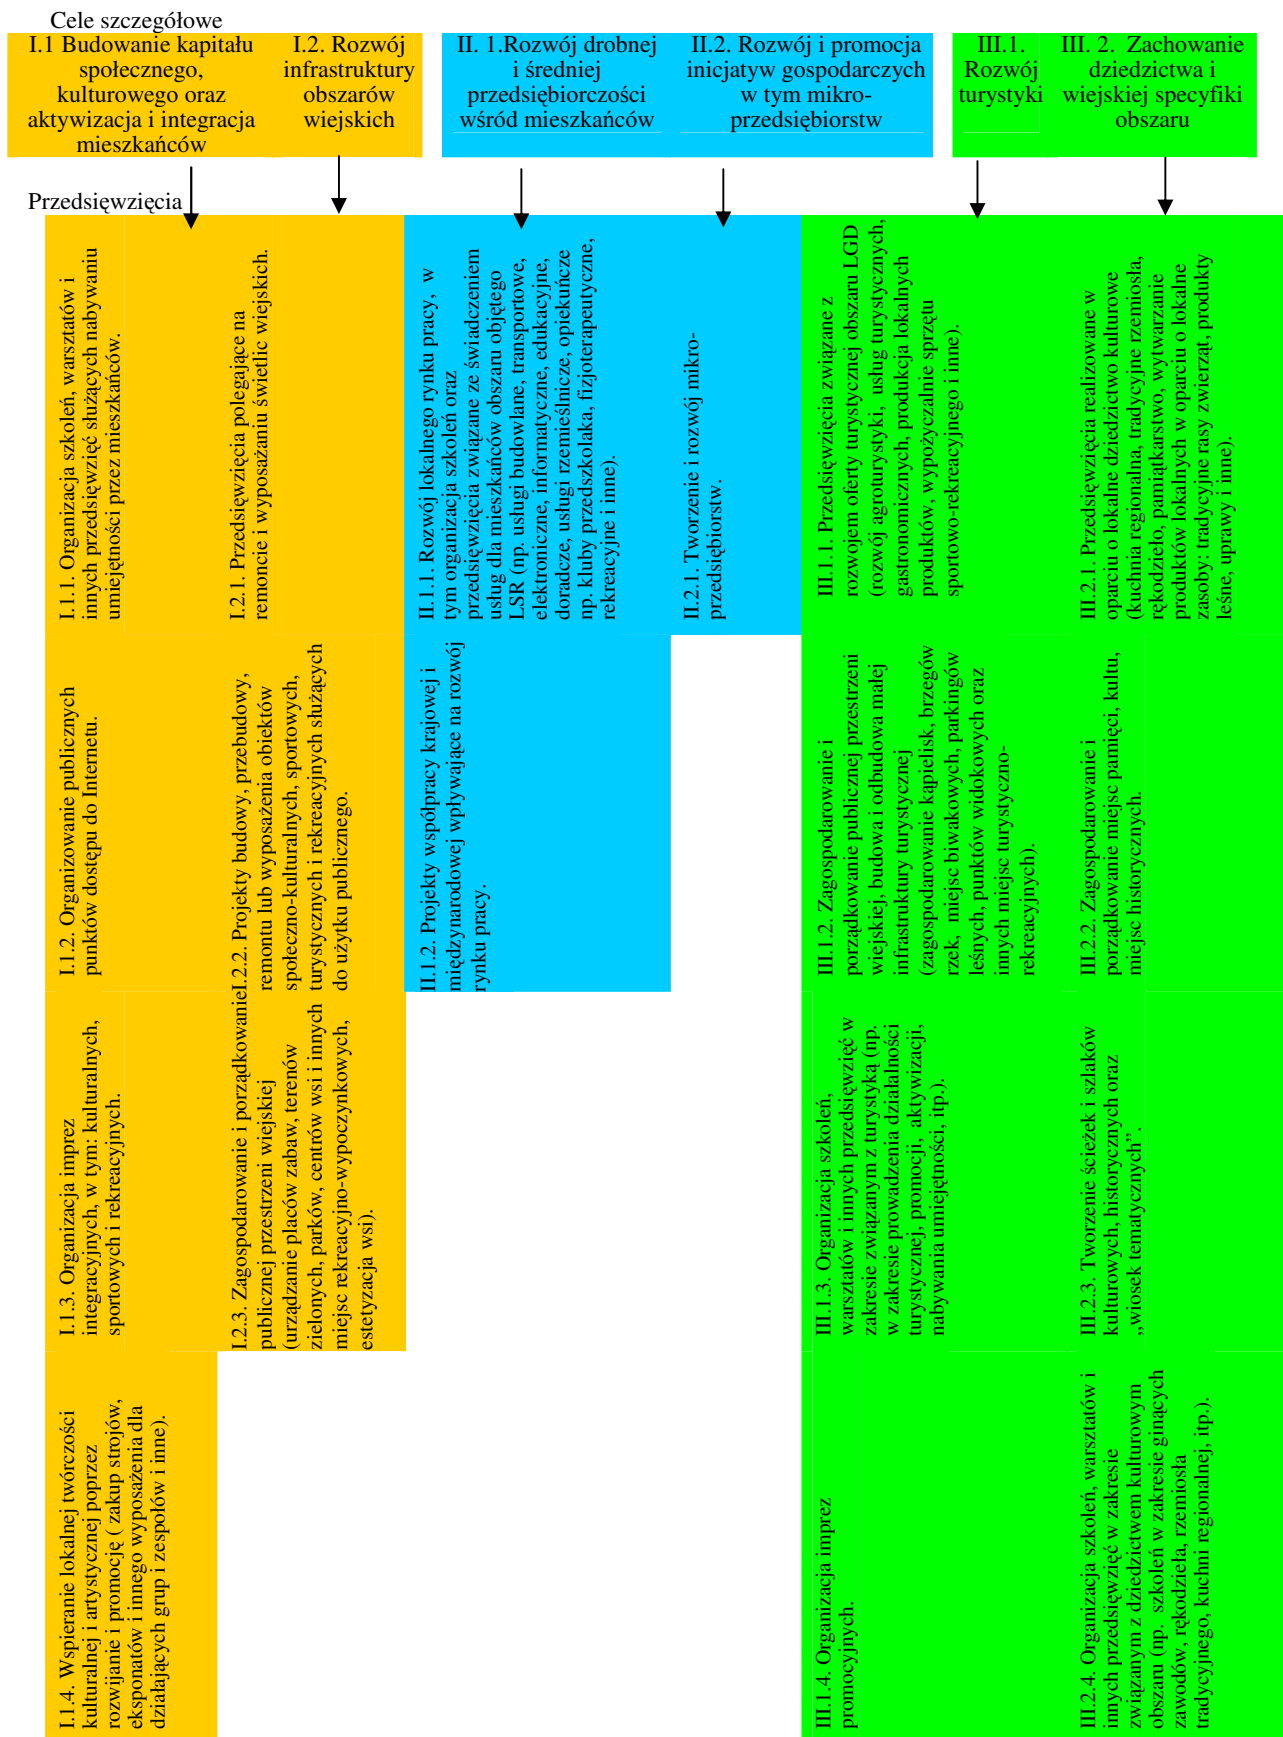 Cele szczegółowe
I.1 Budowanie kapitału
społecznego,
kulturowego oraz
aktywizacja i integracja
mieszkańców
I.2. Rozwój
infrastruktury
obszarów
wiejskich
II. 1.Rozwój drobnej
i średniej
przedsiębiorczości
wśród mieszkańców
II.2. Rozwój i promocja
inicjatyw gospodarczych
w tym mikro-
przedsiębiorstw
III.1.
Rozwój
turystyki
III. 2. Zachowanie
dziedzictwa i
wiejskiej specyfiki
obszaru
Przedsięwzięcia
I.1.1. Organizacja szkoleń, warsztatów i
innych przedsięwzięć służących nabywaniu
umiejętności przez mieszkańców.
I.2.1. Przedsięwzięcia polegające na
remoncie i wyposażaniu świetlic wiejskich.
II.1.1. Rozwój lokalnego rynku pracy, w
tym organizacja szkoleń oraz
przedsięwzięcia związane ze świadczeniem
usług dla mieszkańców obszaru objętego
LSR (np. usługi budowlane, transportowe,
elektroniczne, informatyczne, edukacyjne,
doradcze, usługi rzemieślnicze, opiekuńcze
np. kluby przedszkolaka, fizjoterapeutyczne,
rekreacyjne i inne).
II.2.1. Tworzenie i rozwój mikro-
przedsiębiorstw.
III.1.1. Przedsięwzięcia związane z
rozwojem oferty turystycznej obszaru LGD
(rozwój agroturystyki, usług turystycznych,
gastronomicznych, produkcja lokalnych
produktów, wypożyczalnie sprzętu
sportowo-rekreacyjnego i inne).
III.2.1. Przedsięwzięcia realizowane w
oparciu o lokalne dziedzictwo kulturowe
(kuchnia regionalna, tradycyjne rzemiosła,
rękodzieło, pamiątkarstwo, wytwarzanie
produktów lokalnych w oparciu o lokalne
zasoby: tradycyjne rasy zwierząt, produkty
leśne, uprawy i inne).
I.1.2. Organizowanie publicznych
punktów dostępu do Internetu.
I.2.2. Projekty budowy, przebudowy,
remontu lub wyposażenia obiektów
społeczno-kulturalnych, sportowych,
turystycznych i rekreacyjnych służących
do użytku publicznego.
II.1.2. Projekty współpracy krajowej i
międzynarodowej wpływające na rozwój
rynku pracy.
III.1.2. Zagospodarowanie i
porządkowanie publicznej przestrzeni
wiejskiej, budowa i odbudowa małej
infrastruktury turystycznej
(zagospodarowanie kąpielisk, brzegów
rzek, miejsc biwakowych, parkingów
leśnych, punktów widokowych oraz
innych miejsc turystyczno-
rekreacyjnych).
III.2.2. Zagospodarowanie i
porządkowanie miejsc pamięci, kultu,
miejsc historycznych.
I.1.3. Organizacja imprez
integracyjnych, w tym: kulturalnych,
sportowych i rekreacyjnych.
I.2.3. Zagospodarowanie i porządkowanie
publicznej przestrzeni wiejskiej
(urządzanie placów zabaw, terenów
zielonych, parków, centrów wsi i innych
miejsc rekreacyjno-wypoczynkowych,
estetyzacja wsi).
III.1.3. Organizacja szkoleń,
warsztatów i innych przedsięwzięć w
zakresie związanym z turystyką (np.
w zakresie prowadzenia działalności
turystycznej, promocji, aktywizacji,
nabywania umiejętności, itp.).
III.2.3. Tworzenie ścieżek i szlaków
kulturowych, historycznych oraz
„wiosek tematycznych”.
I.1.4. Wspieranie lokalnej twórczości
kulturalnej i artystycznej poprzez
rozwijanie i promocję ( zakup strojów,
eksponatów i innego wyposażenia dla
działających grup i zespołów i inne).
III.1.4. Organizacja imprez
promocyjnych.
III.2.4. Organizacja szkoleń, warsztatów i
innych przedsięwzięć w zakresie
związanym z dziedzictwem kulturowym
obszaru (np. szkoleń w zakresie ginących
zawodów, rękodzieła, rzemiosła
tradycyjnego, kuchni regionalnej, itp.).